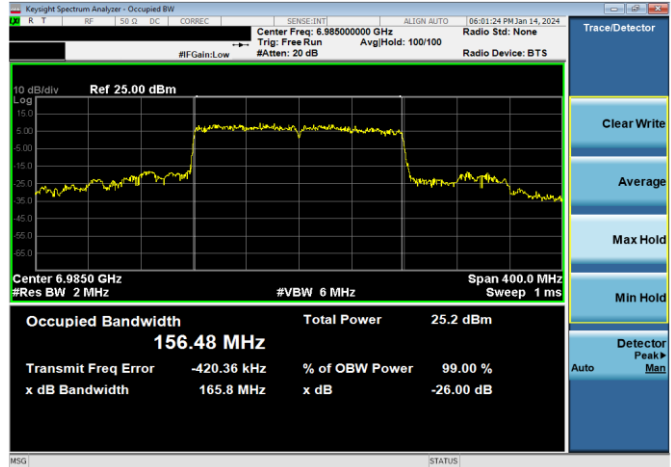 Keysight Spectrum Analyzer - Occupied BW
R T RF 50 Ω DC CORREC SENSE:INT ALIGN AUTO 06:01:24 PM Jan 14, 2024
Center Freq: 6.985000000 GHz Radio Std: None
Trig: Free Run Avg|Hold: 100/100
#IFGain:Low #Atten: 20 dB Radio Device: BTS
10 dB/div Ref 25.00 dBm
Log
15.0
5.00
-5.00
-15.0
-25.0
-35.0
-45.0
-55.0
-65.0
Center 6.9850 GHz Span 400.0 MHz
#Res BW 2 MHz #VBW 6 MHz Sweep 1 ms
Occupied Bandwidth Total Power 25.2 dBm
156.48 MHz
Transmit Freq Error -420.36 kHz % of OBW Power 99.00 %
x dB Bandwidth 165.8 MHz x dB -26.00 dB
MSG STATUS
Trace/Detector
Clear Write
Average
Max Hold
Min Hold
Detector
Peak▶
Auto Man